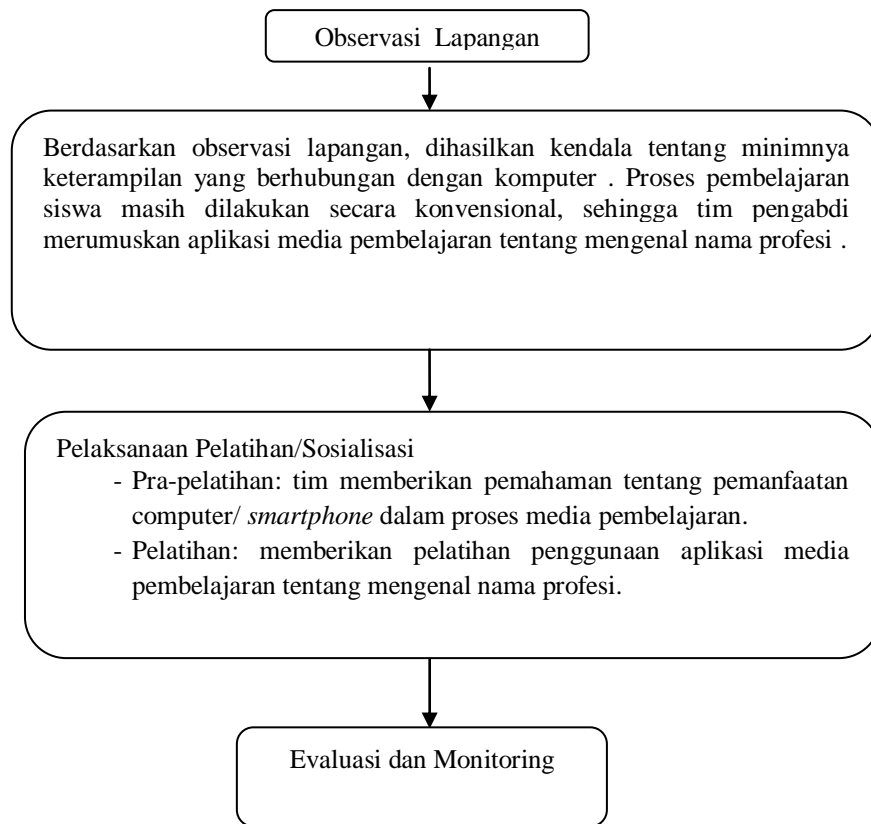 Observasi Lapangan
Berdasarkan observasi lapangan, dihasilkan kendala tentang minimnya
keterampilan yang berhubungan dengan komputer . Proses pembelajaran
siswa masih dilakukan secara konvensional, sehingga tim pengabdi
merumuskan aplikasi media pembelajaran tentang mengenal nama profesi .
Pelaksanaan Pelatihan/Sosialisasi
- Pra-pelatihan: tim memberikan pemahaman tentang pemanfaatan
computer/ smartphone dalam proses media pembelajaran.
- Pelatihan: memberikan pelatihan penggunaan aplikasi media
pembelajaran tentang mengenal nama profesi.
Evaluasi dan Monitoring